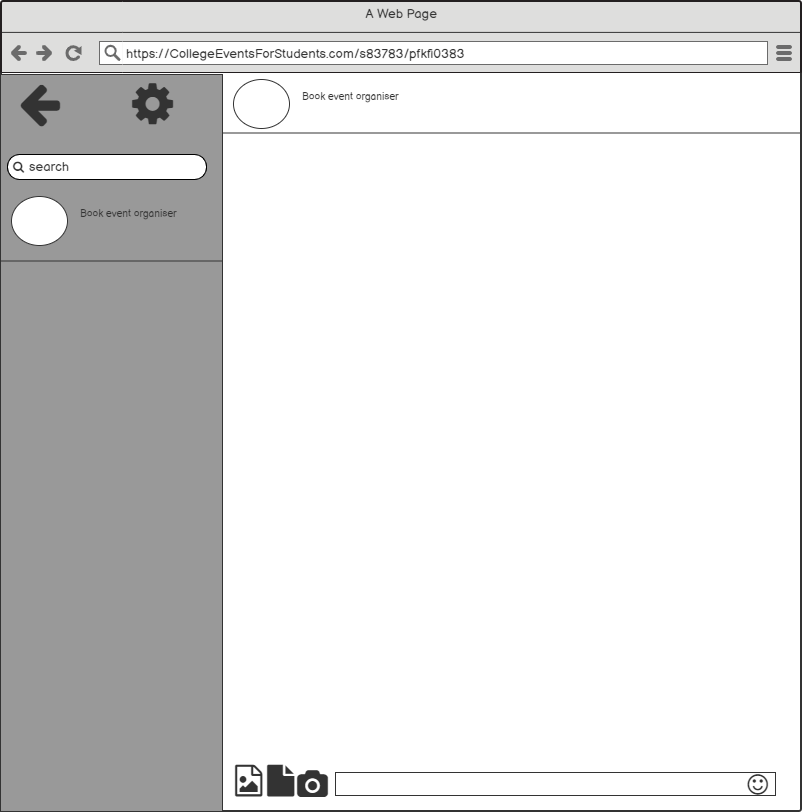 A Web Page
https://CollegeEventsForStudents.com/s83783/pfkfi0383
search
Book event organiser
Book event organiser